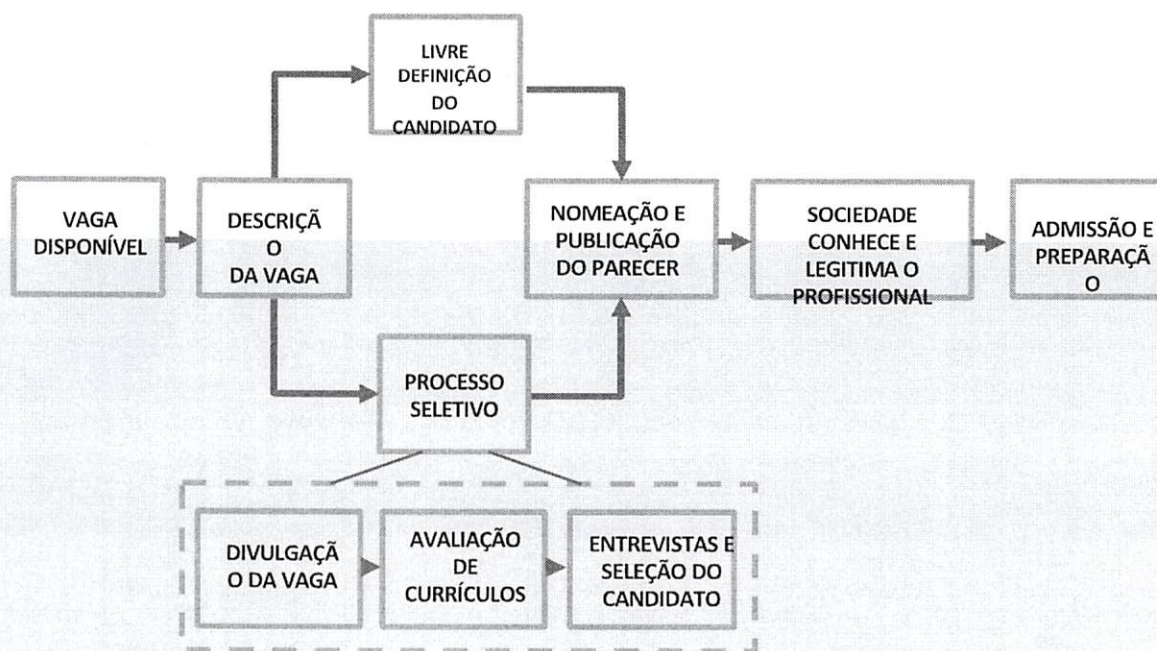 LIVRE
DEFINIÇÃO
DO
CANDIDATO
VAGA
DISPONÍVEL
DESCRIÇÃ
O
DA VAGA
NOMEAÇÃO E
PUBLICAÇÃO
DO PARECER
SOCIEDADE
CONHECE E
LEGITIMA O
PROFISSIONAL
ADMISSÃO E
PREPARAÇÃ
O
PROCESSO
SELETIVO
DIVULGAÇÃ
O DA VAGA
AVALIAÇÃO
DE
CURRÍCULOS
ENTREVISTAS E
SELEÇÃO DO
CANDIDATO